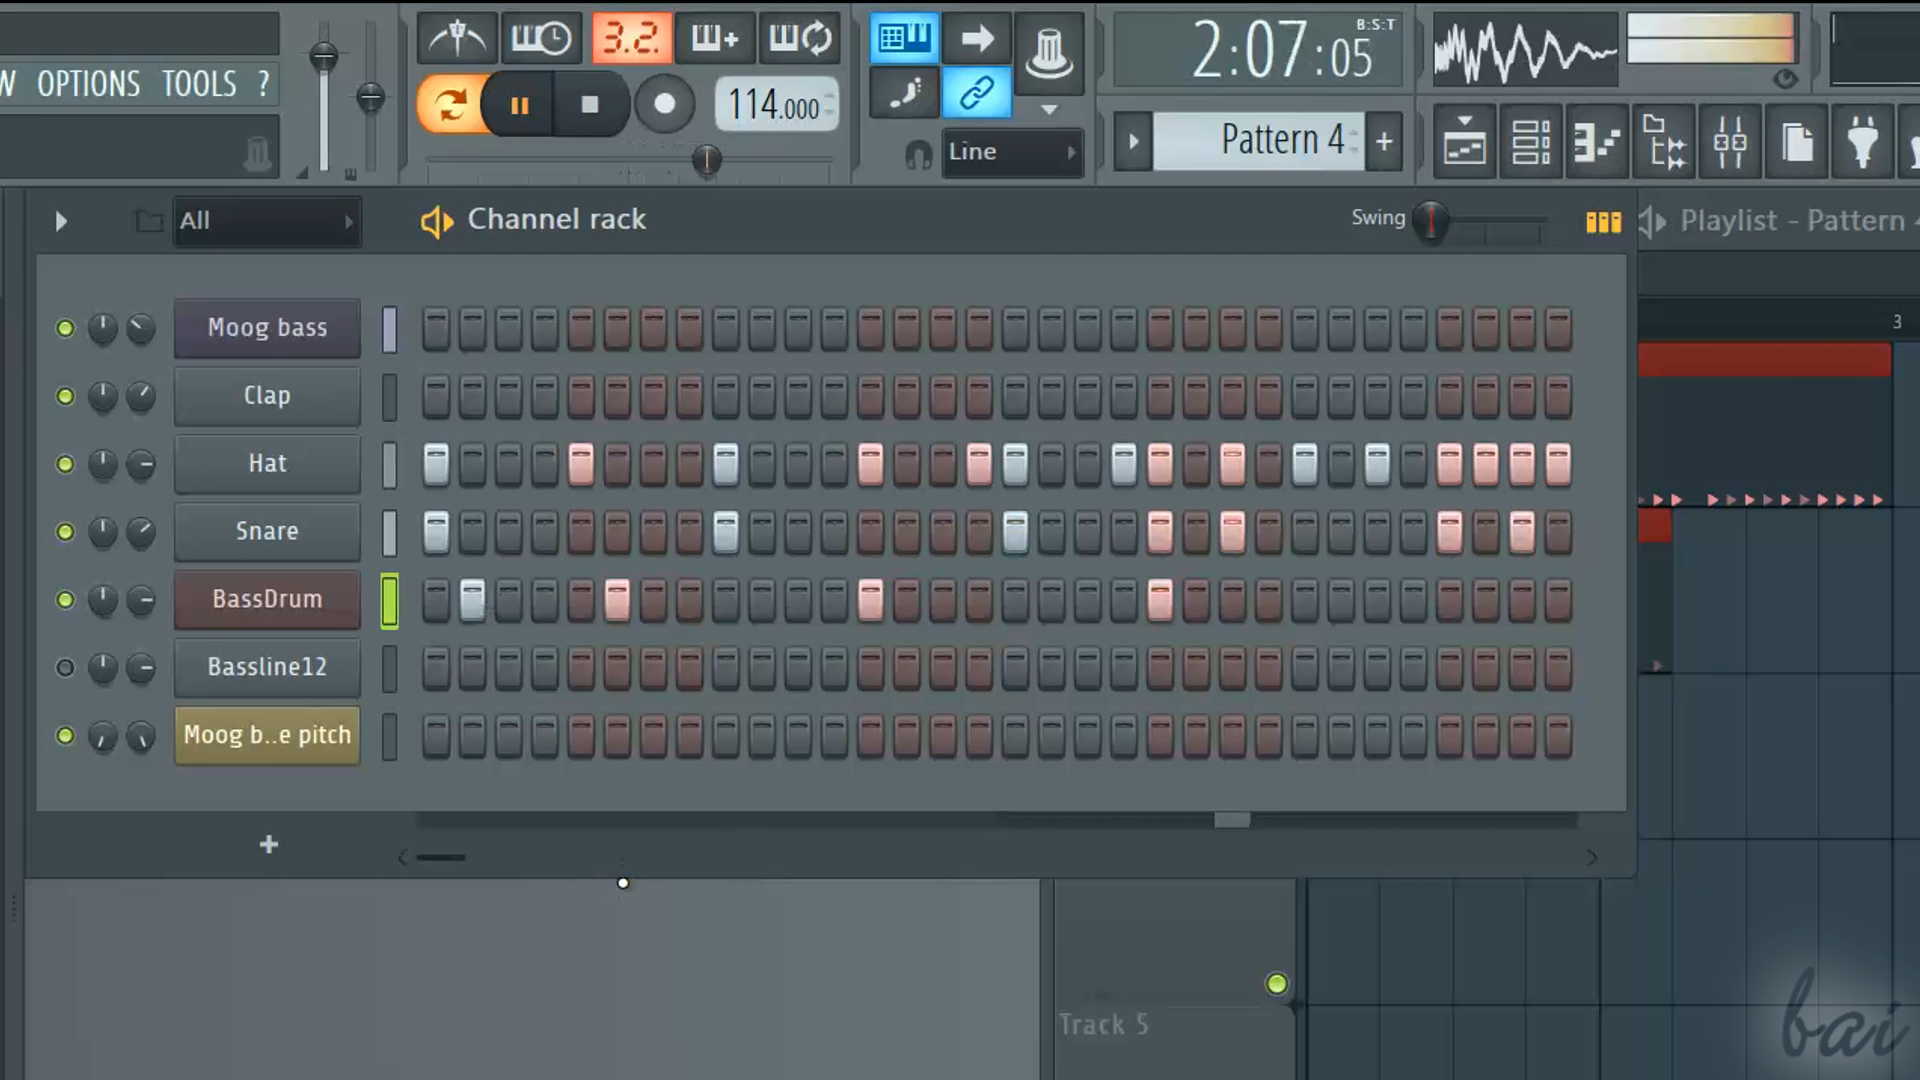 W OPTIONS TOOLS ?
3.2.
114.000
Line
2:07:05
B:S:T
Pattern 4
+
All
Channel rack
Swing
Playlist - Pattern 4
3
Moog bass
Clap
Hat
Snare
BassDrum
Bassline12
Moog b..e pitch
+
Track 5
bai